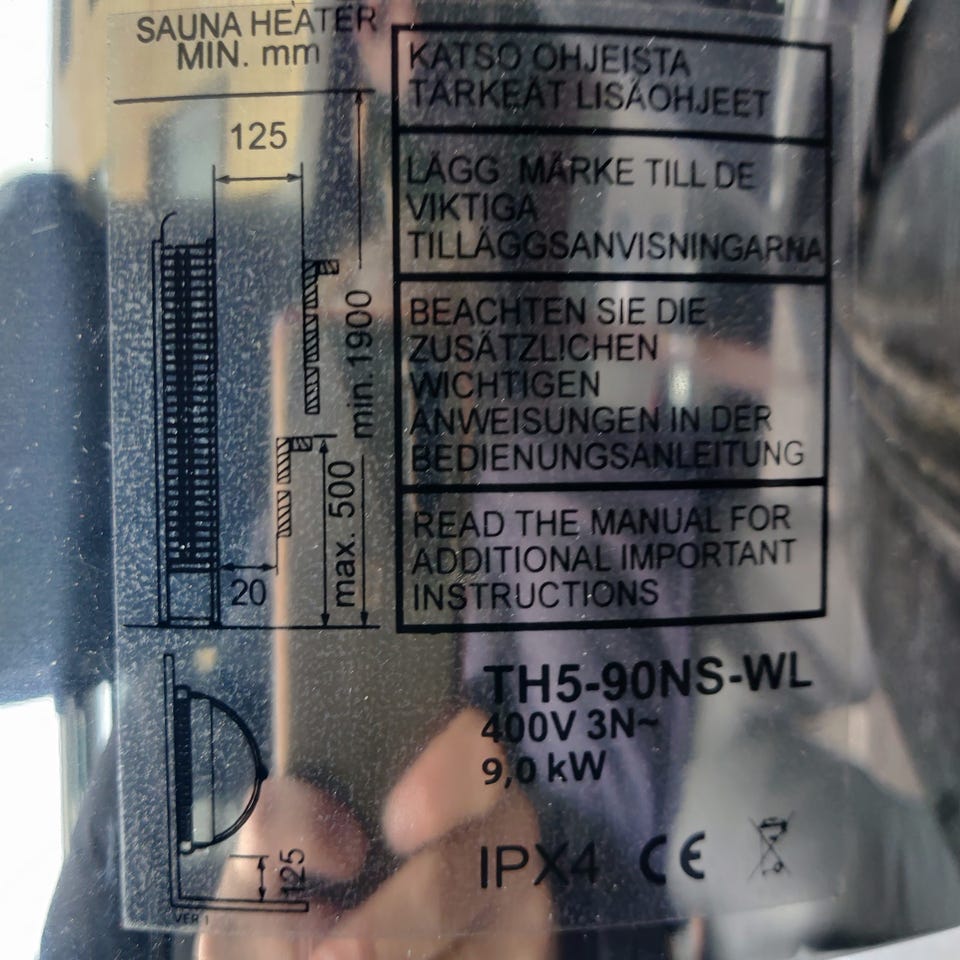 SAUNA HEATER
MIN. mm
125
min.1900
max. 500
20
KATSO OHJEISTA
TÄRKEÄT LISÄOHJEET
LÄGG MÄRKE TILL DE
VIKTIGA
TILLÄGGSANVISNINGARNA
BEACHTEN SIE DIE
ZUSÄTZLICHEN
WICHTIGEN
ANWEISUNGEN IN DER
BEDIENUNGSANLEITUNG
READ THE MANUAL FOR
ADDITIONAL IMPORTANT
INSTRUCTIONS
TH5-90NS-WL
400V 3N~
9,0 kW
IPX4 CE
125
VER 1